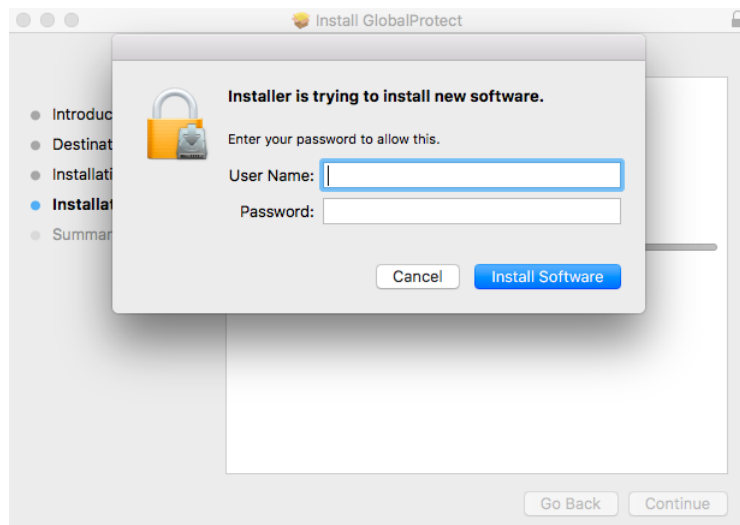 Install GlobalProtect
Installer is trying to install new software.
Enter your password to allow this.
User Name:
Password:
Cancel
Install Software
Introduc
Destinat
Installati
Installat
Summar
Go Back
Continue